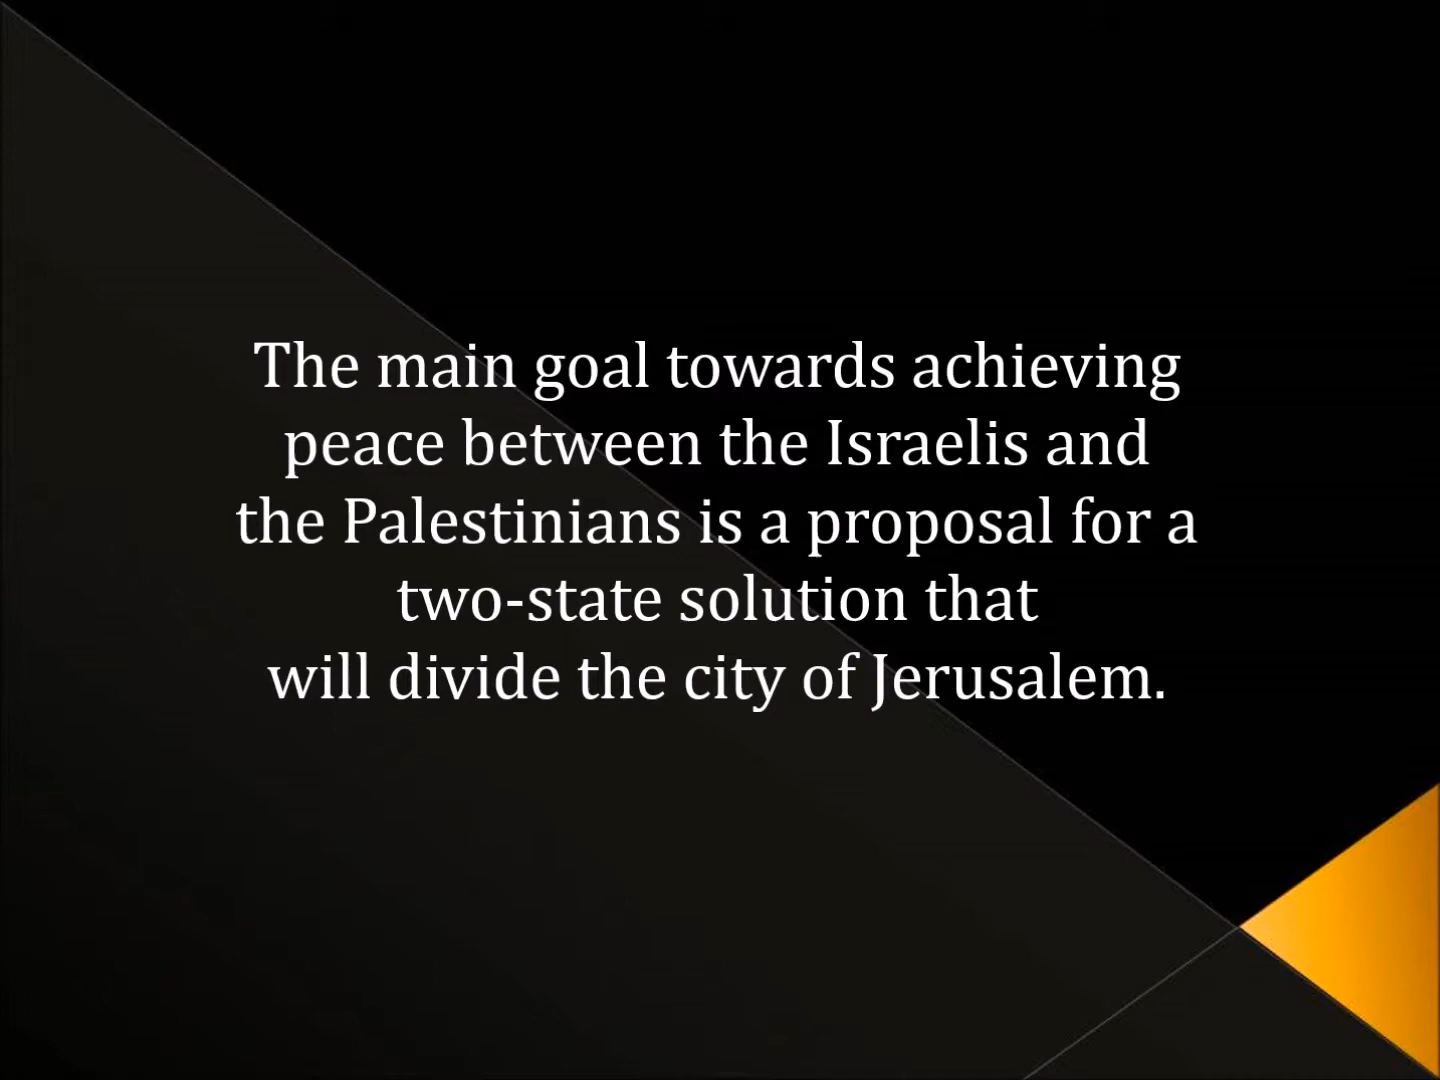 The main goal towards achieving
peace between the Israelis and
the Palestinians is a proposal for a
two-state solution that
will divide the city of Jerusalem.